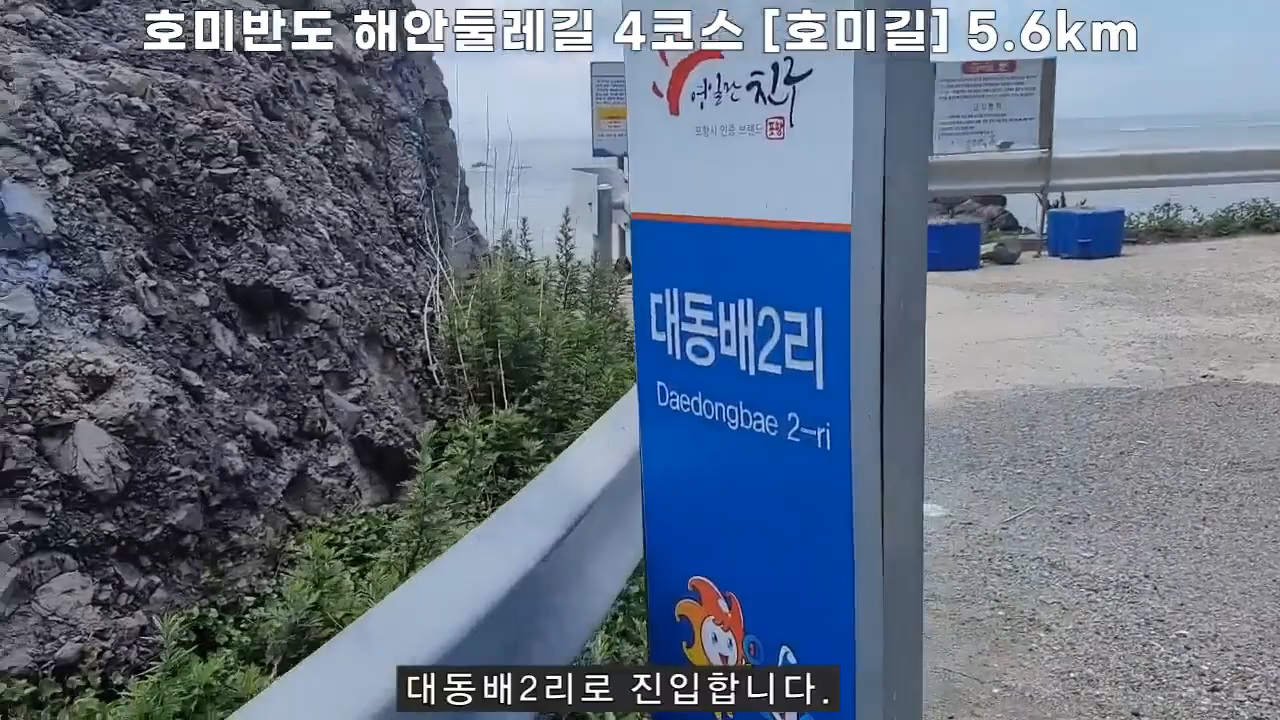 호미반도 해안둘레길 4코스 [호미길] 5.6km
영일만 친구
포항시 인증 브랜드
대동배2리
Daedongbae 2-ri
대동배2리로 진입합니다.